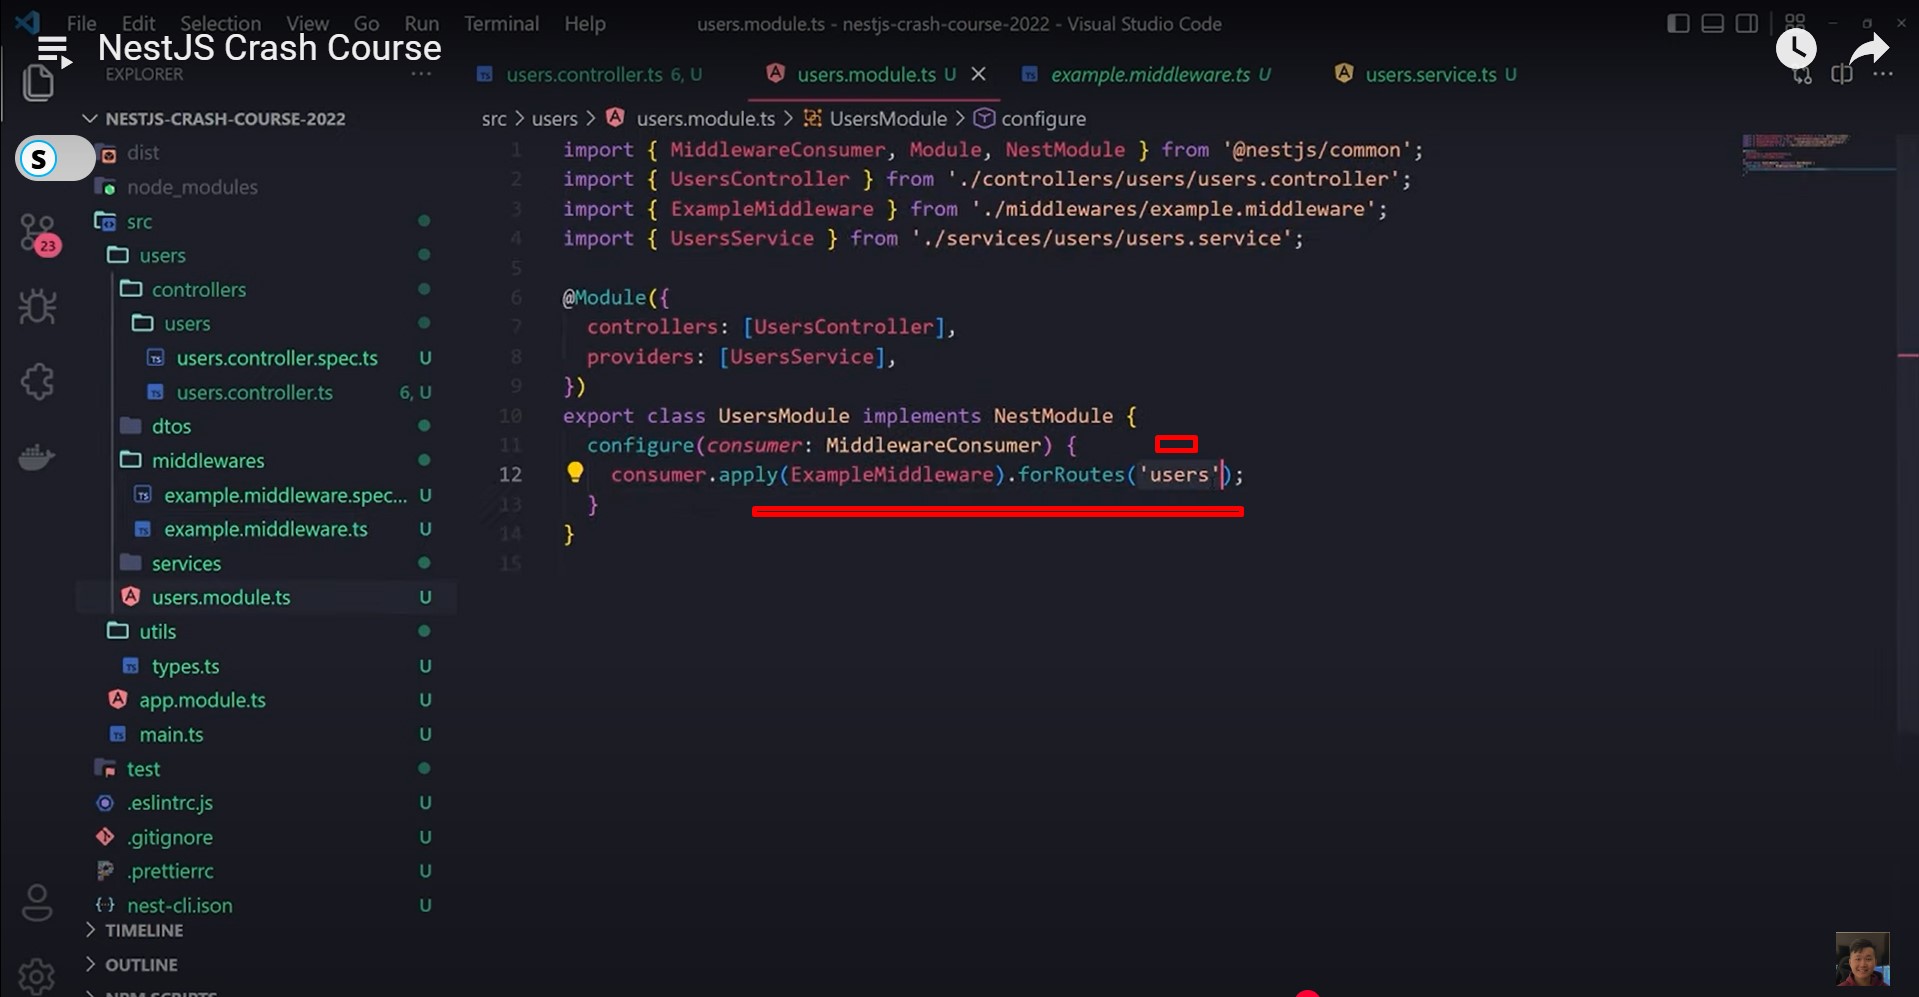 File Edit Selection View Go Run Terminal Help users.module.ts - nestjs-crash-course-2022 - Visual Studio Code
NestJS Crash Course
EXPLORER ...
users.controller.ts 6, U
users.module.ts U
example.middleware.ts U
users.service.ts U
src > users > users.module.ts > UsersModule > configure
NESTJS-CRASH-COURSE-2022
S
dist
node_modules
src
23
users
controllers
users
users.controller.spec.ts U
users.controller.ts 6, U
dtos
middlewares
example.middleware.spec... U
example.middleware.ts U
services
users.module.ts U
utils
types.ts U
app.module.ts U
main.ts U
test
.eslintrc.js U
.gitignore U
.prettierrc U
nest-cli.json U
TIMELINE
OUTLINE
NPM SCRIPTS
1 import { MiddlewareConsumer, Module, NestModule } from '@nestjs/common';
2 import { UsersController } from './controllers/users/users.controller';
3 import { ExampleMiddleware } from './middlewares/example.middleware';
4 import { UsersService } from './services/users/users.service';
5
6 @Module({
7 controllers: [UsersController],
8 providers: [UsersService],
9 })
10 export class UsersModule implements NestModule {
11 configure(consumer: MiddlewareConsumer) {
12 consumer.apply(ExampleMiddleware).forRoutes('users');
13 }
14 }
15